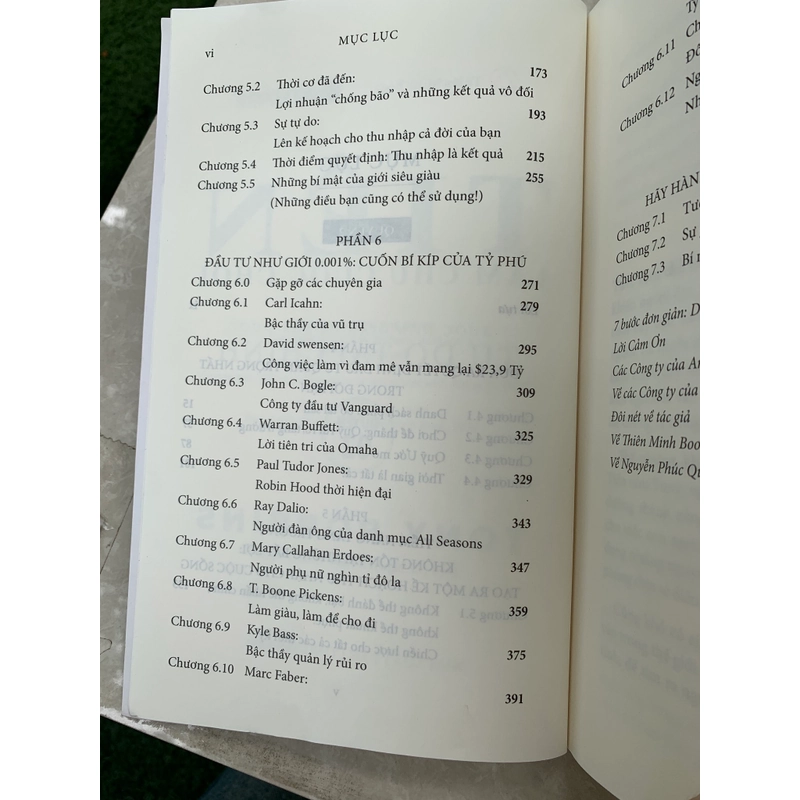 vi
MỤC LỤC
Chương 5.2 Thời cơ đã đến: 173
Lợi nhuận “chống bão” và những kết quả vô đối
Chương 5.3 Sự tự do: 193
Lên kế hoạch cho thu nhập cả đời của bạn
Chương 5.4 Thời điểm quyết định: Thu nhập là kết quả 215
Chương 5.5 Những bí mật của giới siêu giàu 255
(Những điều bạn cũng có thể sử dụng!)
PHẦN 6
ĐẦU TƯ NHƯ GIỚI 0.001%: CUỐN BÍ KÍP CỦA TỶ PHÚ
Chương 6.0 Gặp gỡ các chuyên gia 271
Chương 6.1 Carl Icahn: 279
Bậc thầy của vũ trụ
Chương 6.2 David swensen: 295
Công việc làm vì đam mê vẫn mang lại $23,9 Tỷ
Chương 6.3 John C. Bogle: 309
Công ty đầu tư Vanguard
Chương 6.4 Warran Buffett: 325
Lời tiên tri của Omaha
Chương 6.5 Paul Tudor Jones: 329
Robin Hood thời hiện đại
Chương 6.6 Ray Dalio: 343
Người đàn ông của danh mục All Seasons
Chương 6.7 Mary Callahan Erdoes: 347
Người phụ nữ nghìn tỉ đô la
Chương 6.8 T. Boone Pickens: 359
Làm giàu, làm để cho đi
Chương 6.9 Kyle Bass: 375
Bậc thầy quản lý rủi ro
Chương 6.10 Marc Faber: 391
Chương 6.11
Chương 6.12
HÃY HÀN
Chương 7.1
Chương 7.2 Sự
Chương 7.3
7 bước đơn giản:
Lời Cảm Ơn
Các Công ty của
Về các Công ty của
Đôi nét về tác giả
Về Thiên Minh
Về Nguyễn Phúc